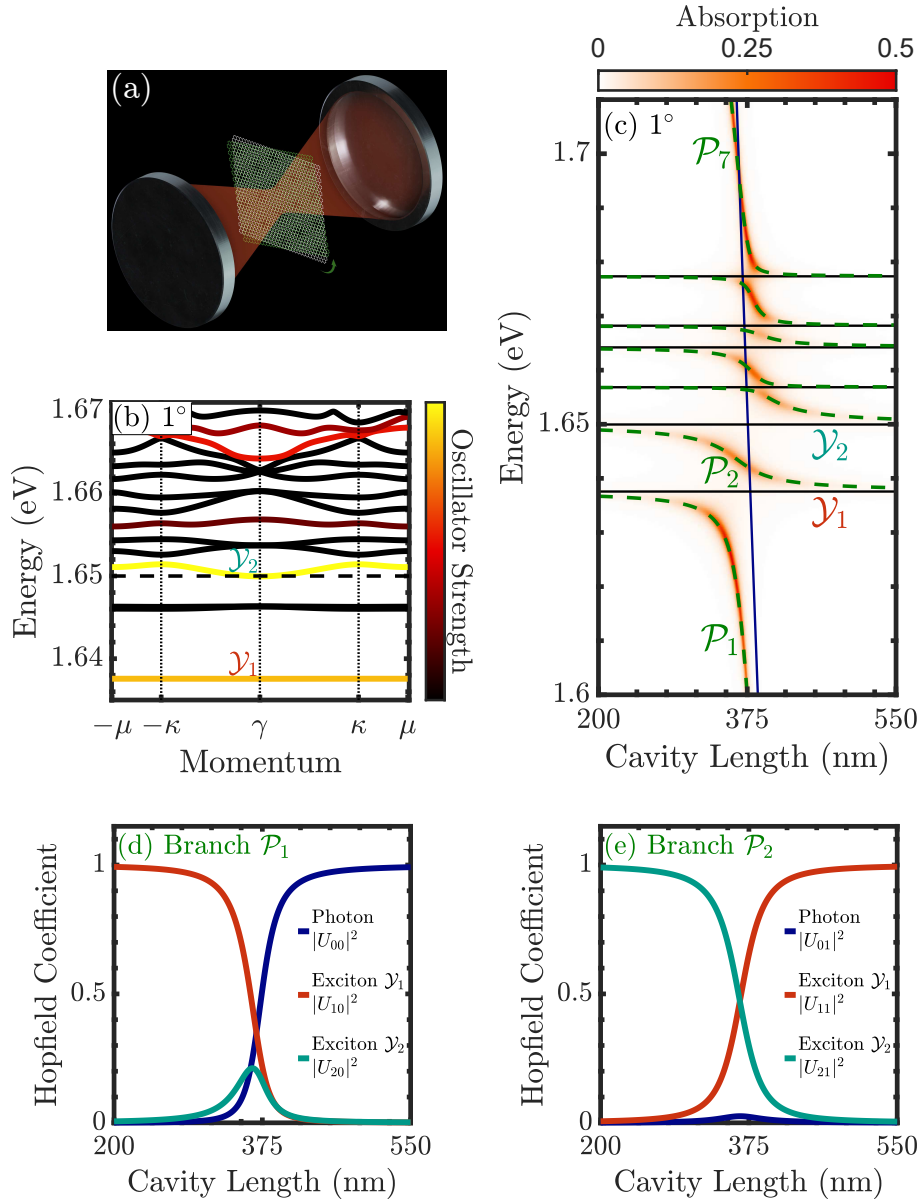 (a)
Absorption
0 0.25 0.5
(c) 1°
𝒫₇
𝒫₂
𝒫₁
𝒴₂
𝒴₁
1.7
1.65
1.6
Energy (eV)
200 375 550
Cavity Length (nm)
(b) 1°
1.67
1.66
1.65
1.64
Energy (eV)
𝒴₂
𝒴₁
−μ −κ γ κ μ
Momentum
Oscillator Strength
(d) Branch 𝒫₁
1
0.5
0
Hopfield Coefficient
Photon
|U₀₀|²
Exciton 𝒴₁
|U₁₀|²
Exciton 𝒴₂
|U₂₀|²
200 375 550
Cavity Length (nm)
(e) Branch 𝒫₂
1
0.5
0
Hopfield Coefficient
Photon
|U₀₁|²
Exciton 𝒴₁
|U₁₁|²
Exciton 𝒴₂
|U₂₁|²
200 375 550
Cavity Length (nm)